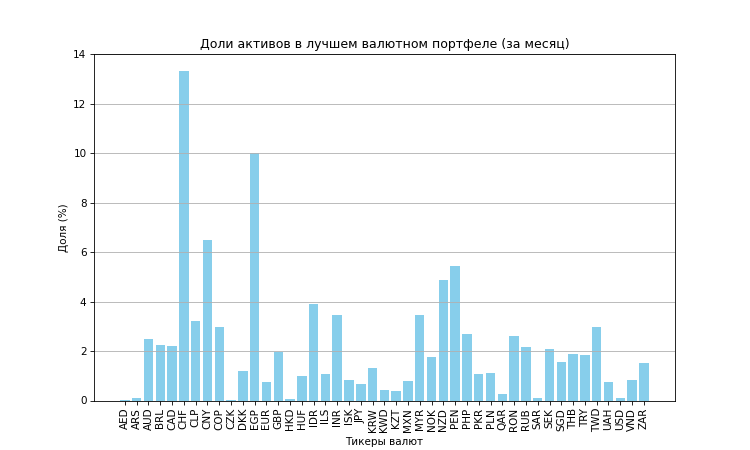 Доли активов в лучшем валютном портфеле (за месяц)
14
12
10
8
6
4
2
0
Доля (%)
AED
ARS
AUD
BRL
CAD
CHF
CLP
CNY
COP
CZK
DKK
EGP
EUR
GBP
HKD
HUF
IDR
ILS
INR
ISK
JPY
KRW
KWD
KZT
MXN
MYR
NOK
NZD
PEN
PHP
PKR
PLN
QAR
RON
RUB
SAR
SEK
SGD
THB
TRY
TWD
UAH
USD
VND
ZAR
Тикеры валют